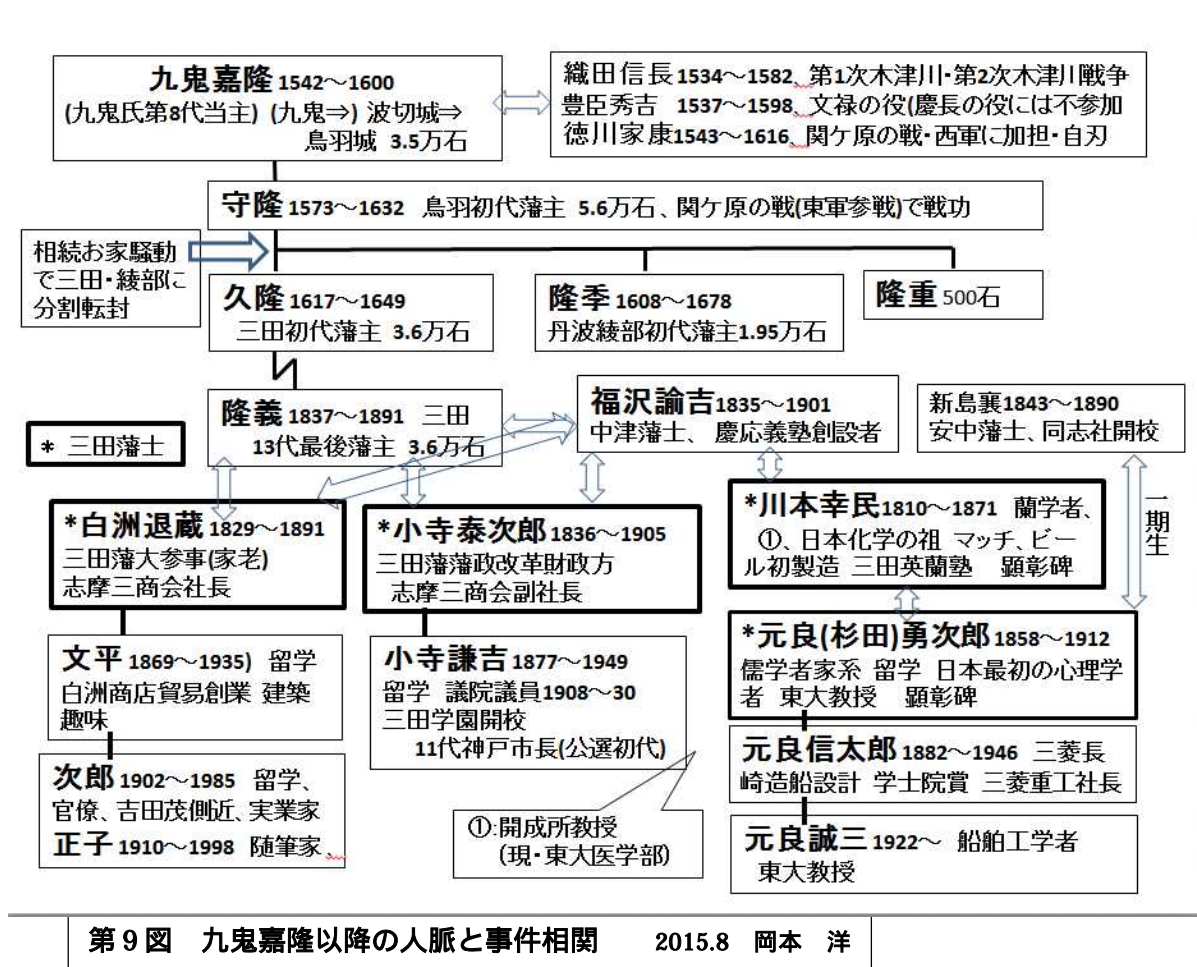 九鬼嘉隆 1542～1600
(九鬼氏第8代当主) (九鬼⇒) 波切城⇒
鳥羽城 3.5万石
織田信長 1534～1582、第1次木津川・第2次木津川戦争
豊臣秀吉 1537～1598、文禄の役(慶長の役には不参加
徳川家康1543～1616、関ケ原の戦・西軍に加担・自刃
守隆 1573～1632 鳥羽初代藩主 5.6万石、関ケ原の戦(東軍参戦)で戦功
相続お家騒動
で三田・綾部に
分割転封
久隆 1617～1649
三田初代藩主 3.6万石
隆季 1608～1678
丹波綾部初代藩主1.95万石
隆重 500石
* 三田藩士
隆義 1837～1891 三田
13代最後藩主 3.6万石
福沢諭吉1835～1901
中津藩士、慶応義塾創設者
新島襄1843～1890
安中藩士、同志社開校
*白洲退蔵 1829～1891
三田藩大参事(家老)
志摩三商会社長
*小寺泰次郎 1836～1905
三田藩藩政改革財政方
志摩三商会副社長
*川本幸民1810～1871 蘭学者、
①、日本化学の祖 マッチ、ビー
ル初製造 三田英蘭塾 顕彰碑
一期生
文平 1869～1935) 留学
白洲商店貿易創業 建築
趣味
小寺謙吉 1877～1949
留学 議院議員1908～30
三田学園開校
11代神戸市長(公選初代)
*元良(杉田)勇次郎 1858～1912
儒学者家系 留学 日本最初の心理学
者 東大教授 顕彰碑
次郎 1902～1985 留学、
官僚、吉田茂側近、実業家
正子 1910～1998 随筆家、
①:開成所教授
(現・東大医学部)
元良信太郎 1882～1946 三菱長
崎造船設計 学士院賞 三菱重工社長
元良誠三 1922～ 船舶工学者
東大教授
第9図 九鬼嘉隆以降の人脈と事件相関 2015.8 岡本 洋